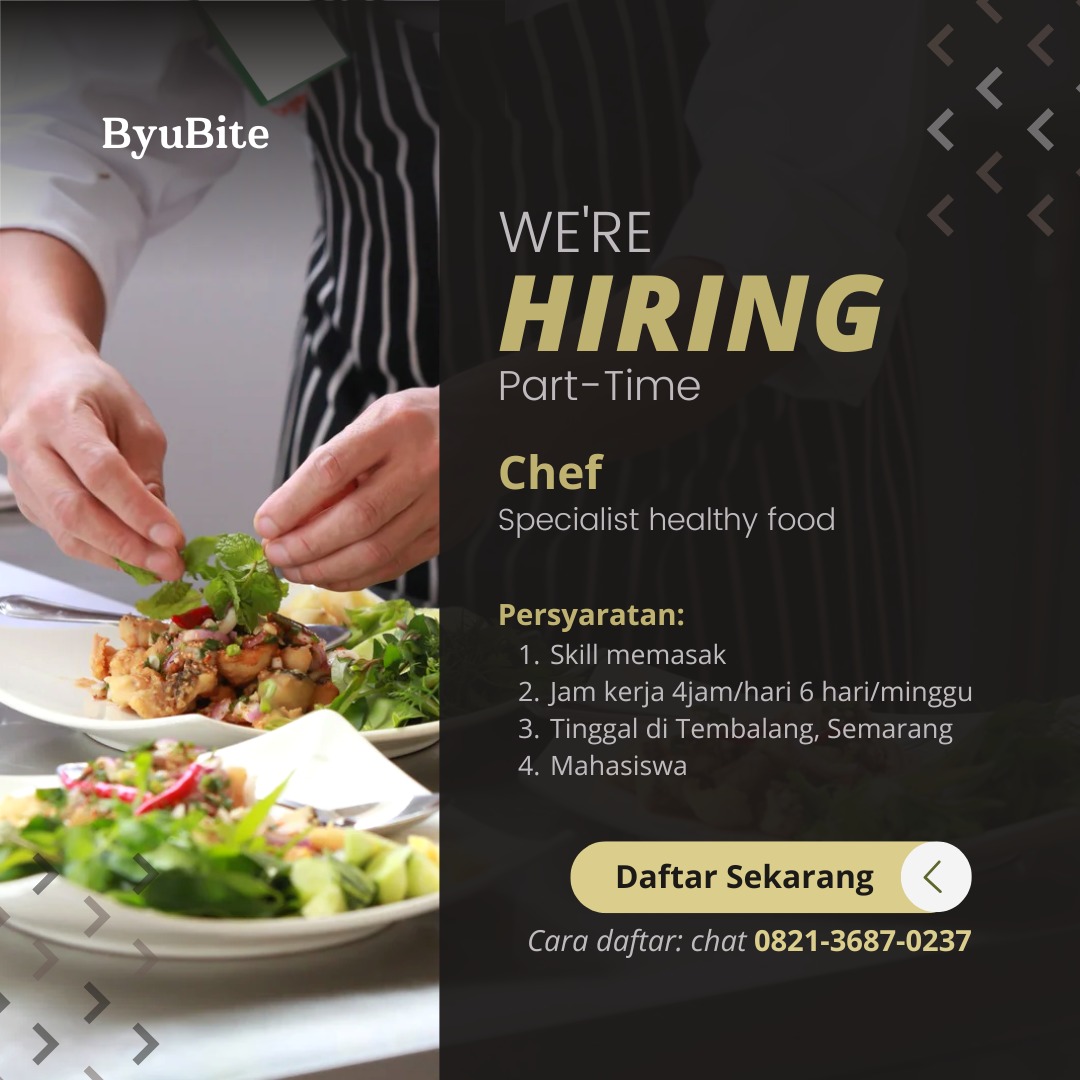 ByuBite
WE'RE
HIRING
Part-Time
Chef
Specialist healthy food
Persyaratan:
1. Skill memasak
2. Jam kerja 4jam/hari 6 hari/minggu
3. Tinggal di Tembalang, Semarang
4. Mahasiswa
Daftar Sekarang
Cara daftar: chat 0821-3687-0237